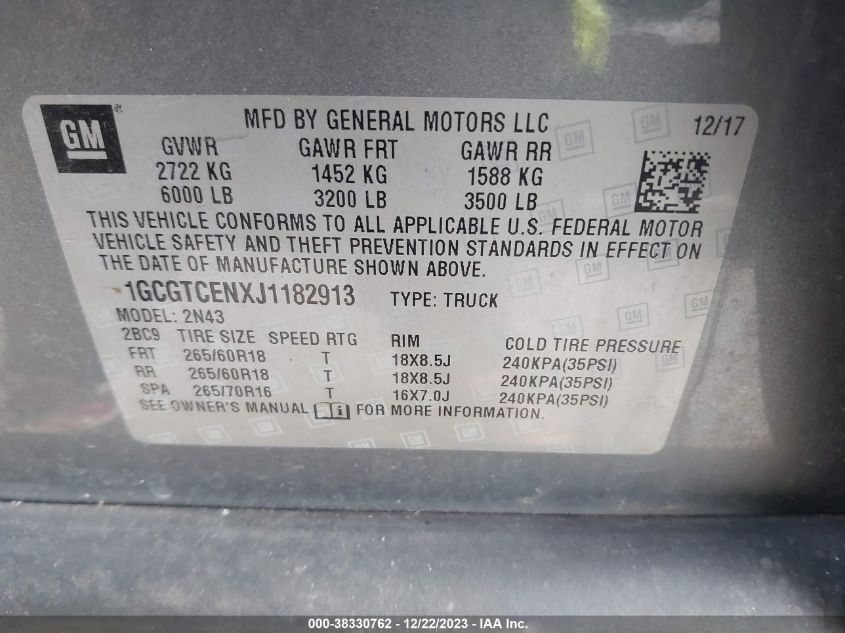 GM
MFD BY GENERAL MOTORS LLC 12/17
GVWR GAWR FRT GAWR RR
2722 KG 1452 KG 1588 KG
6000 LB 3200 LB 3500 LB
THIS VEHICLE CONFORMS TO ALL APPLICABLE U.S. FEDERAL MOTOR
VEHICLE SAFETY AND THEFT PREVENTION STANDARDS IN EFFECT ON
THE DATE OF MANUFACTURE SHOWN ABOVE.
1GCGTCENXJ1182913 TYPE: TRUCK
MODEL: 2N43
2BC9 TIRE SIZE SPEED RTG RIM COLD TIRE PRESSURE
FRT 265/60R18 T 18X8.5J 240KPA(35PSI)
RR 265/60R18 T 18X8.5J 240KPA(35PSI)
SPA 265/70R16 T 16X7.0J 240KPA(35PSI)
SEE OWNER'S MANUAL FOR MORE INFORMATION.
000-38330762 - 12/22/2023 - IAA Inc.